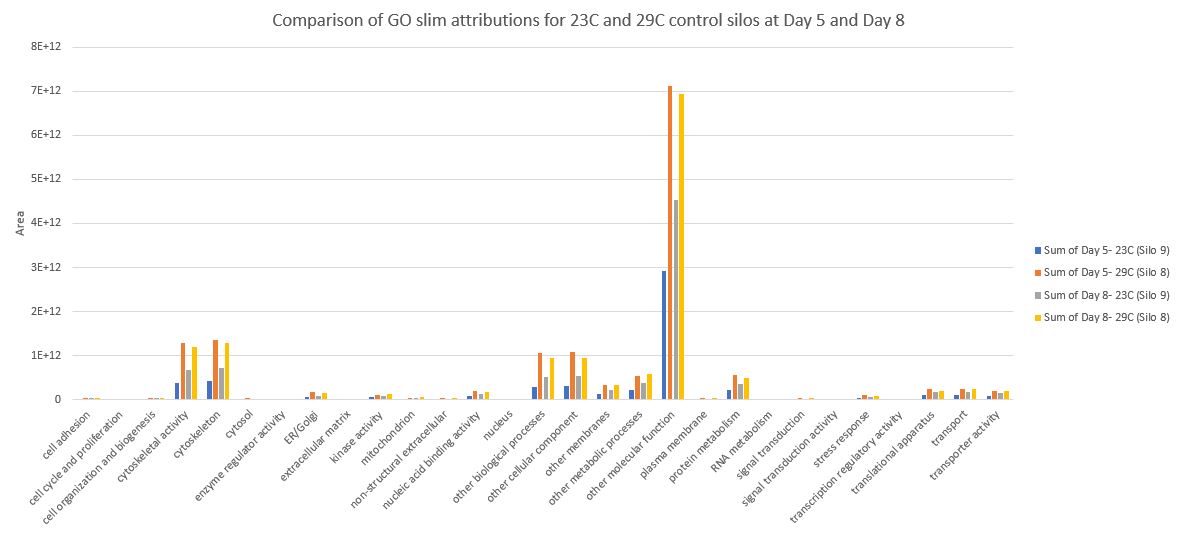 Comparison of GO slim attributions for 23C and 29C control silos at Day 5 and Day 8
8E+12
7E+12
6E+12
5E+12
4E+12
3E+12
2E+12
1E+12
0
Area
cell adhesion
cell cycle and proliferation
cell organization and biogenesis
cytoskeletal activity
cytoskeleton
cytosol
enzyme regulator activity
ER/Golgi
extracellular matrix
kinase activity
mitochondrion
non-structural extracellular
nucleic acid binding activity
nucleus
other biological processes
other cellular component
other membranes
other metabolic processes
other molecular function
plasma membrane
protein metabolism
RNA metabolism
signal transduction
signal transduction activity
stress response
transcription regulatory activity
translational apparatus
transport
transporter activity
Sum of Day 5- 23C (Silo 9)
Sum of Day 5- 29C (Silo 8)
Sum of Day 8- 23C (Silo 9)
Sum of Day 8- 29C (Silo 8)